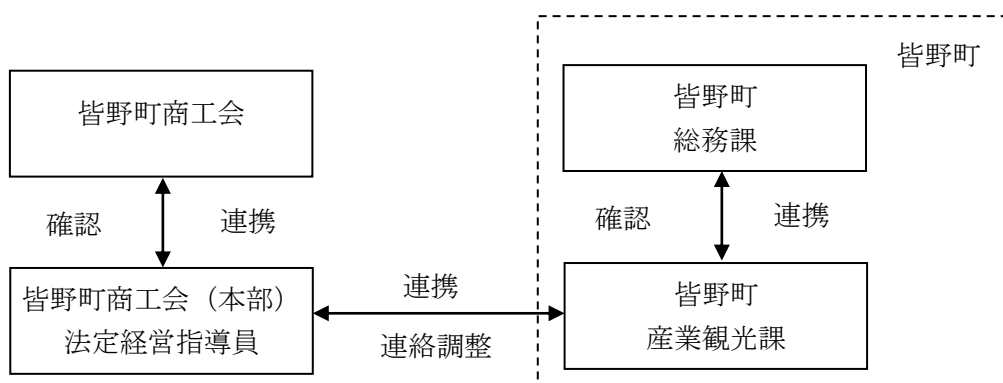 皆野町
皆野町商工会
皆野町
総務課
確認
連携
確認
連携
皆野町商工会（本部）
法定経営指導員
連携
連絡調整
皆野町
産業観光課